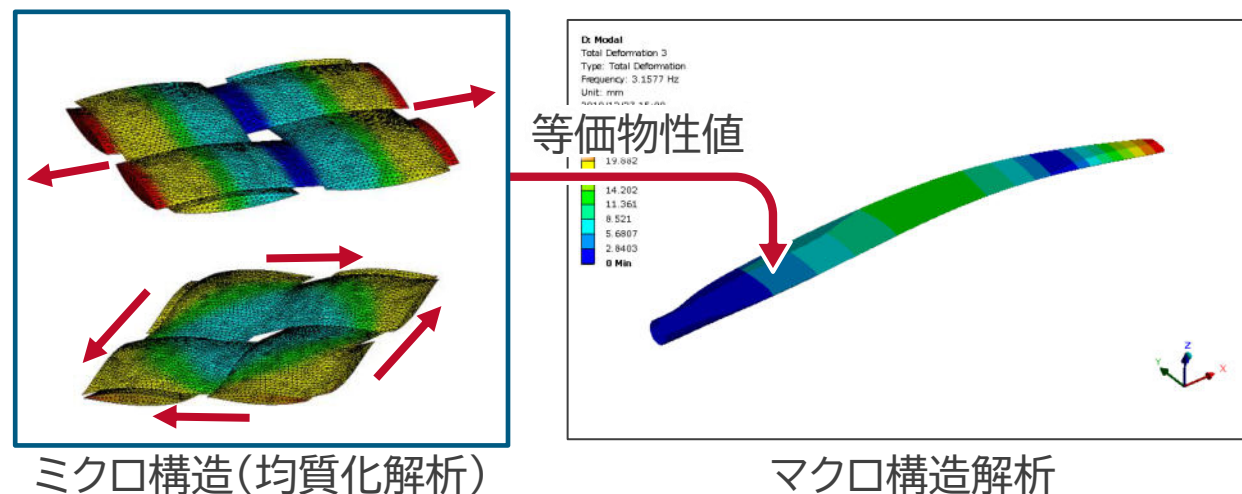 D: Modal
Total Deformation 3
Type: Total Deformation
Frequency: 3.1577 Hz
Unit: mm
等価物性値
19.882
14.202
11.361
8.521
5.6807
2.8403
0 Min
Z
Y
X
ミクロ構造(均質化解析)
マクロ構造解析